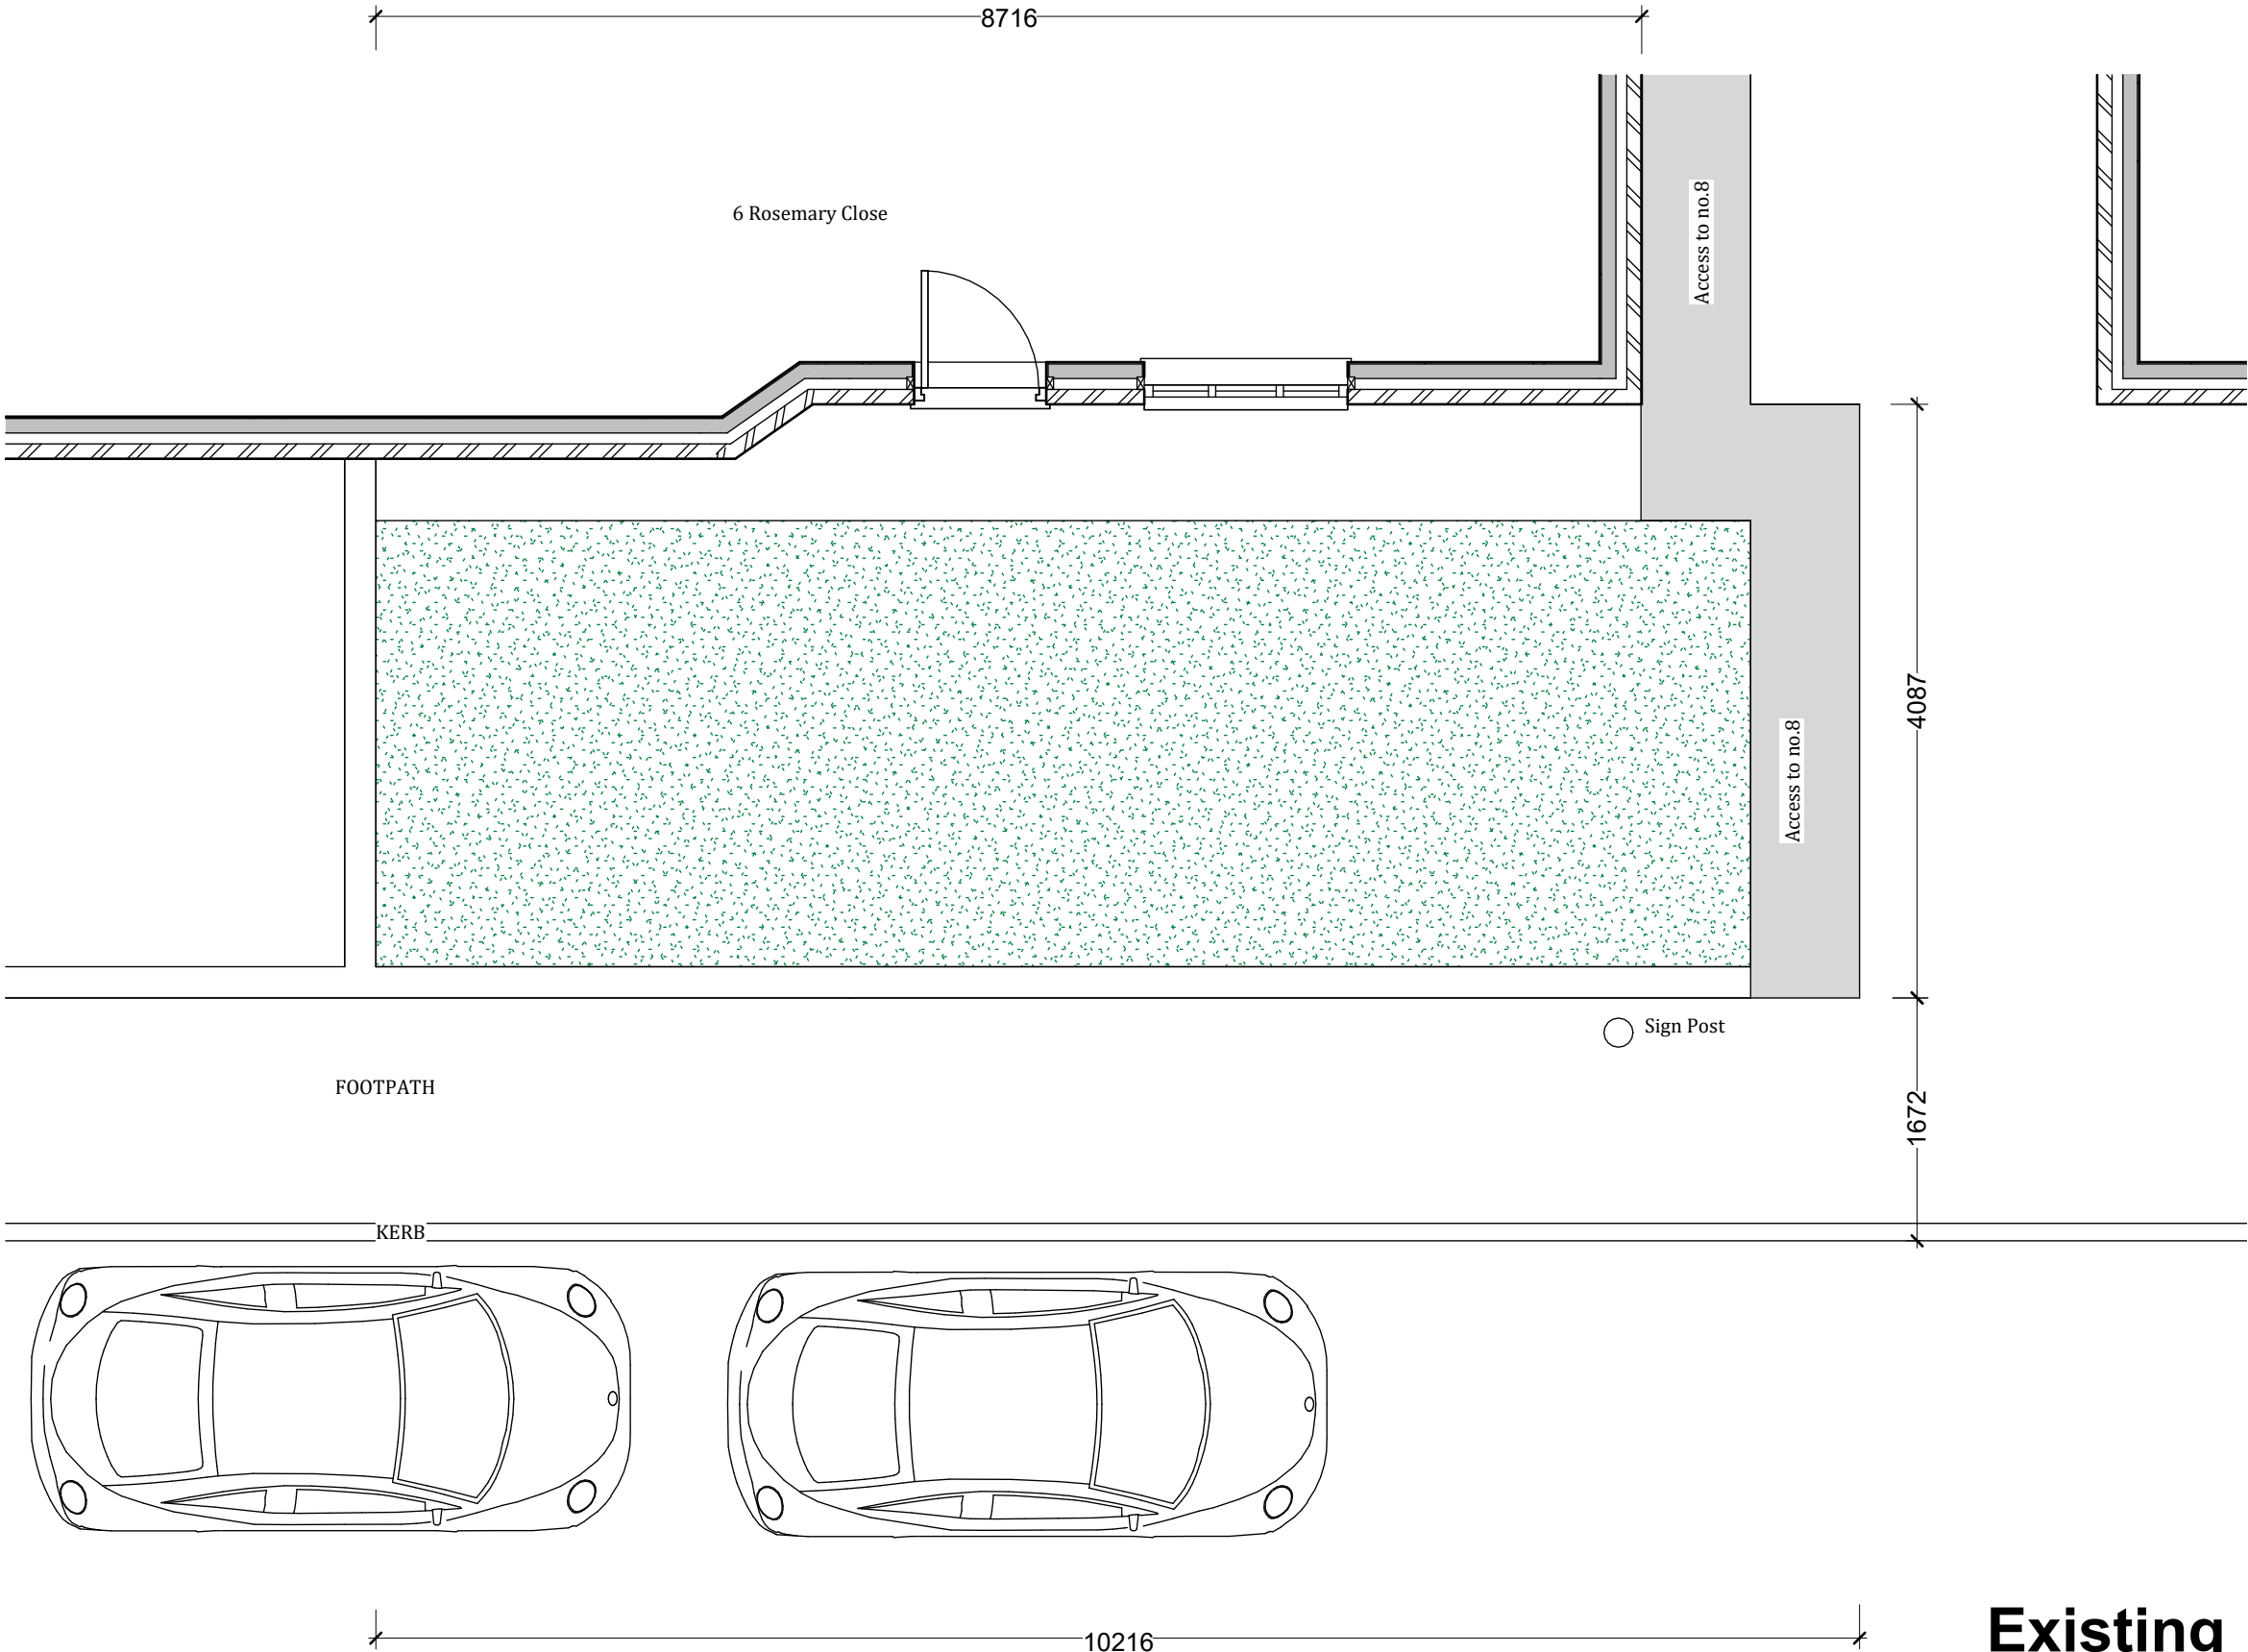 8716
6 Rosemary Close
Access to no.8
4087
Access to no.8
Sign Post
FOOTPATH
1672
KERB
10216
Existing